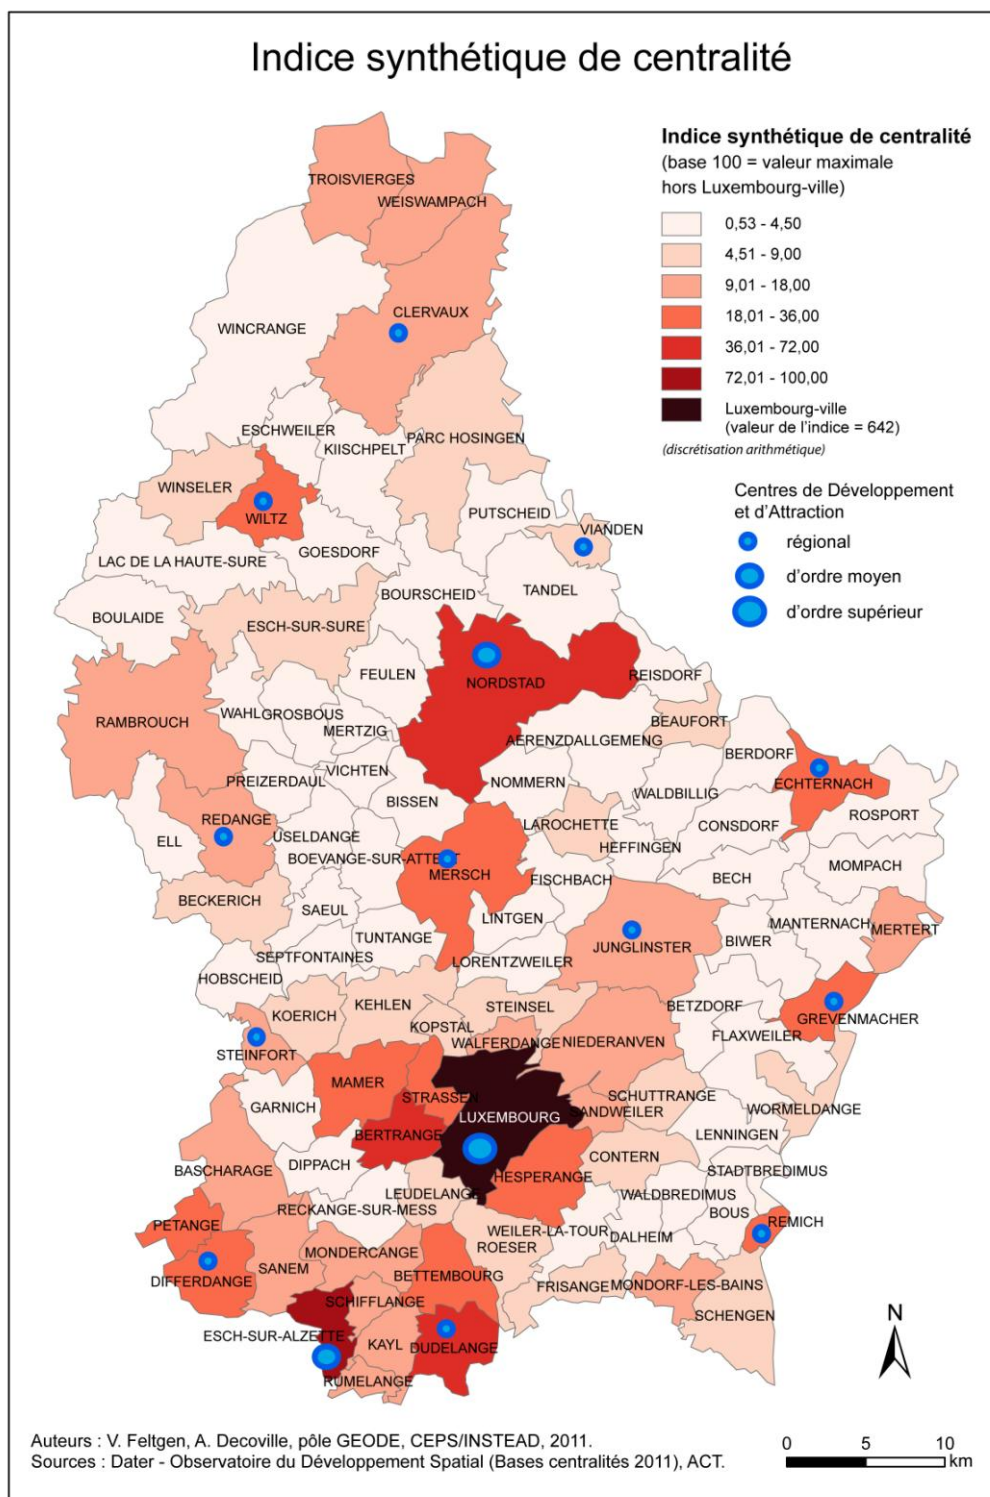 Indice synthétique de centralité
Indice synthétique de centralité
(base 100 = valeur maximale
hors Luxembourg-ville)
0,53 - 4,50
4,51 - 9,00
9,01 - 18,00
18,01 - 36,00
36,01 - 72,00
72,01 - 100,00
Luxembourg-ville
(valeur de l'indice = 642)
(discrétisation arithmétique)
Centres de Développement
et d'Attraction
régional
d'ordre moyen
d'ordre supérieur
TROISVIERGES
WEISWAMPACH
CLERVAUX
WINCRANGE
ESCHWEILER
PARC HOSINGEN
KIISCHPELT
WINSELER
WILTZ
PUTSCHEID
VIANDEN
GOESDORF
LAC DE LA HAUTE-SURE
TANDEL
BOURSCHEID
BOULAIDE
ESCH-SUR-SURE
FEULEN
NORDSTAD
REISDORF
WAHL
GROSBOUS
RAMBROUCH
BEAUFORT
MERTZIG
AERENZDALLGEMENG
BERDORF
VICHTEN
PREIZERDAUL
NOMMERN
ECHTERNACH
WALDBILLIG
BISSEN
ROSPORT
REDANGE
LAROCHETTE
CONSDORF
USELDANGE
ELL
HEFFINGEN
BOEVANGE-SUR-ATTERT
MOMPACH
MERSCH
FISCHBACH
BECH
BECKERICH
SAEUL
LINTGEN
MANTERNACH
MERTERT
TUNTANGE
JUNGLINSTER
BIWER
SEPTFONTAINES
LORENTZWEILER
HOBSCHEID
KEHLEN
STEINSEL
BETZDORF
KOERICH
GREVENMACHER
KOPSTAL
FLAXWEILER
WALFERDANGE
NIEDERANVEN
STEINFORT
MAMER
STRASSEN
SCHUTTRANGE
GARNICH
WORMELDANGE
SANDWEILER
LUXEMBOURG
BERTRANGE
LENNINGEN
CONTERN
DIPPACH
BASCHARAGE
STADTBREDIMUS
HESPERANGE
LEUDELANGE
WALDBREDIMUS
RECKANGE-SUR-MESS
BOUS
REMICH
PETANGE
WEILER-LA-TOUR
DALHEIM
ROESER
MONDERCANGE
SANEM
BETTEMBOURG
DIFFERDANGE
FRISANGE
MONDORF-LES-BAINS
SCHIFFLANGE
SCHENGEN
ESCH-SUR-ALZETTE
KAYL
DUDELANGE
RUMELANGE
N
Auteurs : V. Feltgen, A. Decoville, pôle GEODE, CEPS/INSTEAD, 2011.
Sources : Dater - Observatoire du Développement Spatial (Bases centralités 2011), ACT.
0 5 10
km